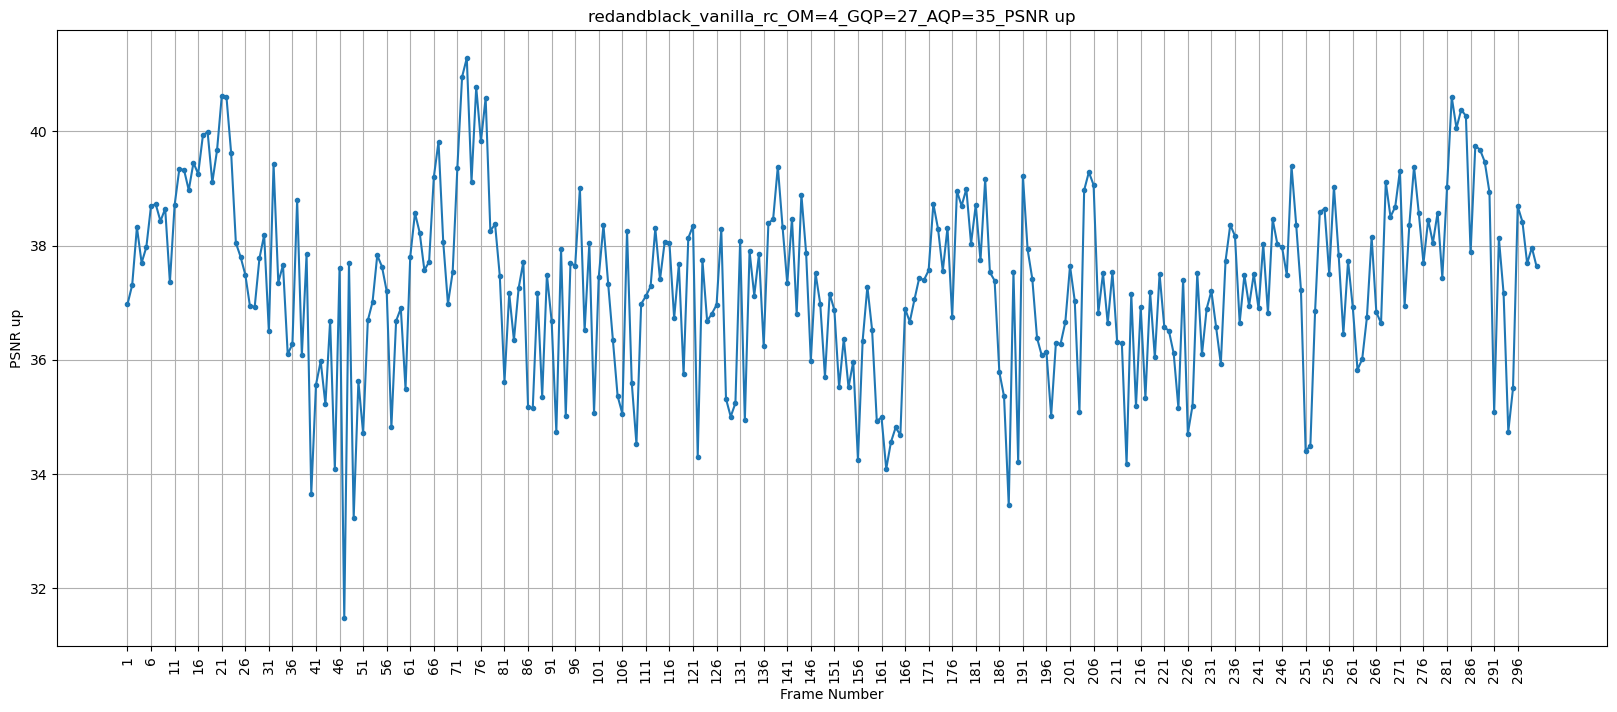 redandblack_vanilla_rc_OM=4_GQP=27_AQP=35_PSNR up
PSNR up
40
38
36
34
32
1 6 11 16 21 26 31 36 41 46 51 56 61 66 71 76 81 86 91 96 101 106 111 116 121 126 131 136 141 146 151 156 161 166 171 176 181 186 191 196 201 206 211 216 221 226 231 236 241 246 251 256 261 266 271 276 281 286 291 296
Frame Number